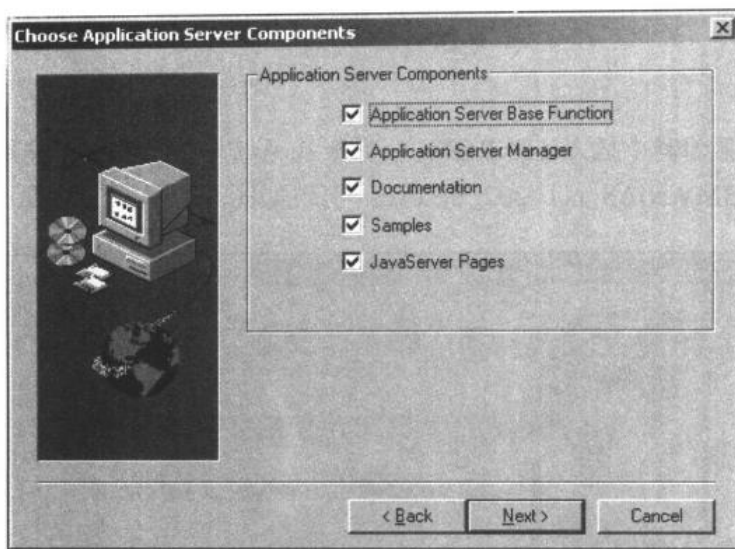 Choose Application Server Components
Application Server Components
Application Server Base Function
Application Server Manager
Documentation
Samples
JavaServer Pages
< Back
Next >
Cancel